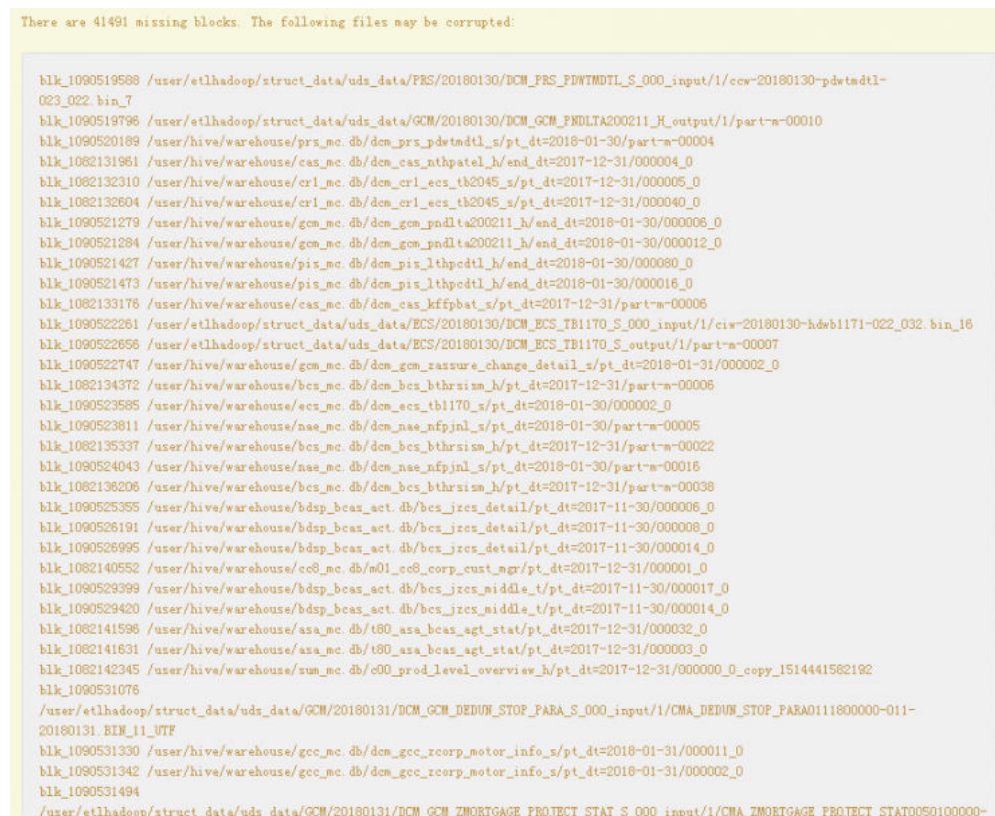 There are 41491 missing blocks. The following files may be corrupted:
blk_1090519588 /user/etlhadoop/struct_data/uds_data/PRS/20180130/DCM_PRS_PDWTMDTL_S_000_input/1/ccw-20180130-pdwtmdtl-
023_022.bin_7
blk_1090519796 /user/etlhadoop/struct_data/uds_data/GCM/20180130/DCM_GCM_PNDLTA200211_H_output/1/part-m-00010
blk_1090520189 /user/hive/warehouse/prs_mc.db/dcm_prs_pdwtmdtl_s/pt_dt=2018-01-30/part-m-00004
blk_1082131961 /user/hive/warehouse/cas_mc.db/dcm_cas_nthpatel_h/end_dt=2017-12-31/000004_0
blk_1082132310 /user/hive/warehouse/cr1_mc.db/dcm_cr1_ecs_tb2045_s/pt_dt=2017-12-31/000005_0
blk_1082132604 /user/hive/warehouse/cr1_mc.db/dcm_cr1_ecs_tb2045_s/pt_dt=2017-12-31/000040_0
blk_1090521279 /user/hive/warehouse/gcm_mc.db/dcm_gcm_pndlta200211_h/end_dt=2018-01-30/000006_0
blk_1090521284 /user/hive/warehouse/gcm_mc.db/dcm_gcm_pndlta200211_h/end_dt=2018-01-30/000012_0
blk_1090521427 /user/hive/warehouse/pis_mc.db/dcm_pis_lthpcdtl_h/end_dt=2018-01-30/000080_0
blk_1090521473 /user/hive/warehouse/pis_mc.db/dcm_pis_lthpcdtl_h/end_dt=2018-01-30/000016_0
blk_1082133176 /user/hive/warehouse/cas_mc.db/dcm_cas_kffpbat_s/pt_dt=2017-12-31/part-m-00006
blk_1090522261 /user/etlhadoop/struct_data/uds_data/ECS/20180130/DCM_ECS_TB1170_S_000_input/1/ciw-20180130-hdwb1171-022_032.bin_16
blk_1090522656 /user/etlhadoop/struct_data/uds_data/ECS/20180130/DCM_ECS_TB1170_S_output/1/part-m-00007
blk_1090522747 /user/hive/warehouse/gcm_mc.db/dcm_gcm_zassure_change_detail_s/pt_dt=2018-01-31/000002_0
blk_1082134372 /user/hive/warehouse/bcs_mc.db/dcm_bcs_bthrsism_h/pt_dt=2017-12-31/part-m-00006
blk_1090523585 /user/hive/warehouse/ecs_mc.db/dcm_ecs_tb1170_s/pt_dt=2018-01-30/000002_0
blk_1090523811 /user/hive/warehouse/nae_mc.db/dcm_nae_nfpjnl_s/pt_dt=2018-01-30/part-m-00005
blk_1082135337 /user/hive/warehouse/bcs_mc.db/dcm_bcs_bthrsism_h/pt_dt=2017-12-31/part-m-00022
blk_1090524043 /user/hive/warehouse/nae_mc.db/dcm_nae_nfpjnl_s/pt_dt=2018-01-30/part-m-00016
blk_1082136206 /user/hive/warehouse/bcs_mc.db/dcm_bcs_bthrsism_h/pt_dt=2017-12-31/part-m-00038
blk_1090525355 /user/hive/warehouse/bdsp_bcas_act.db/bcs_jzcs_detail/pt_dt=2017-11-30/000006_0
blk_1090526191 /user/hive/warehouse/bdsp_bcas_act.db/bcs_jzcs_detail/pt_dt=2017-11-30/000008_0
blk_1090526995 /user/hive/warehouse/bdsp_bcas_act.db/bcs_jzcs_detail/pt_dt=2017-11-30/000014_0
blk_1082140552 /user/hive/warehouse/cc8_mc.db/m01_cc8_corp_cust_mgr/pt_dt=2017-12-31/000001_0
blk_1090529399 /user/hive/warehouse/bdsp_bcas_act.db/bcs_jzcs_middle_t/pt_dt=2017-11-30/000017_0
blk_1090529420 /user/hive/warehouse/bdsp_bcas_act.db/bcs_jzcs_middle_t/pt_dt=2017-11-30/000014_0
blk_1082141596 /user/hive/warehouse/asa_mc.db/t80_asa_bcas_agt_stat/pt_dt=2017-12-31/000032_0
blk_1082141631 /user/hive/warehouse/asa_mc.db/t80_asa_bcas_agt_stat/pt_dt=2017-12-31/000003_0
blk_1082142345 /user/hive/warehouse/sum_mc.db/c00_prod_level_overview_h/pt_dt=2017-12-31/000000_0_copy_1514441582192
blk_1090531076
/user/etlhadoop/struct_data/uds_data/GCM/20180131/DCM_GCM_DEDUN_STOP_PARA_S_000_input/1/CMA_DEDUN_STOP_PARA0111800000-011-
20180131.BIN_11_UTF
blk_1090531330 /user/hive/warehouse/gcc_mc.db/dcm_gcc_zcorp_motor_info_s/pt_dt=2018-01-31/000011_0
blk_1090531342 /user/hive/warehouse/gcc_mc.db/dcm_gcc_zcorp_motor_info_s/pt_dt=2018-01-31/000002_0
blk_1090531494
/user/etlhadoop/struct_data/uds_data/GCM/20180131/DCM_GCM_ZMORTGAGE_PROJECT_STAT_S_000_input/1/CMA_ZMORTGAGE_PROJECT_STAT0050100000-